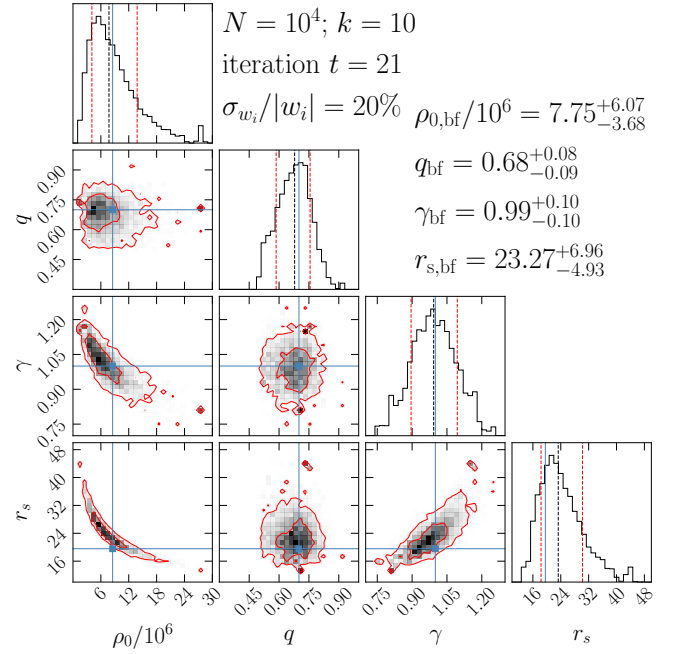 N = 10^4; k = 10
iteration t = 21
σ_{w_i}/|w_i| = 20%
ρ_{0,bf}/10^6 = 7.75^{+6.07}_{-3.68}
q_{bf} = 0.68^{+0.08}_{-0.09}
γ_{bf} = 0.99^{+0.10}_{-0.10}
r_{s,bf} = 23.27^{+6.96}_{-4.93}
q
0.90
0.75
0.60
0.45
γ
1.20
1.05
0.90
0.75
r_s
48
40
32
24
16
6 12 18 24 30
ρ_0/10^6
0.45 0.60 0.75 0.90
q
0.75 0.90 1.05 1.20
γ
16 24 32 40 48
r_s